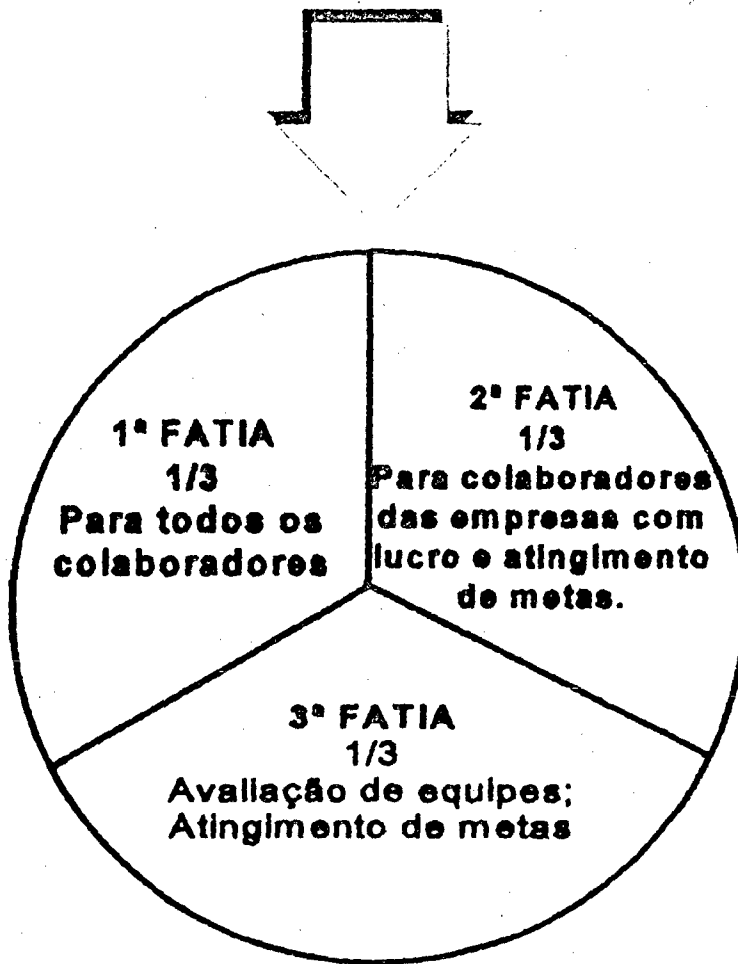 1ª FATIA
1/3
Para todos os
colaboradores
2ª FATIA
1/3
Para colaboradores
das empresas com
lucro e atingimento
de metas.
3ª FATIA
1/3
Avaliação de equipes;
Atingimento de metas